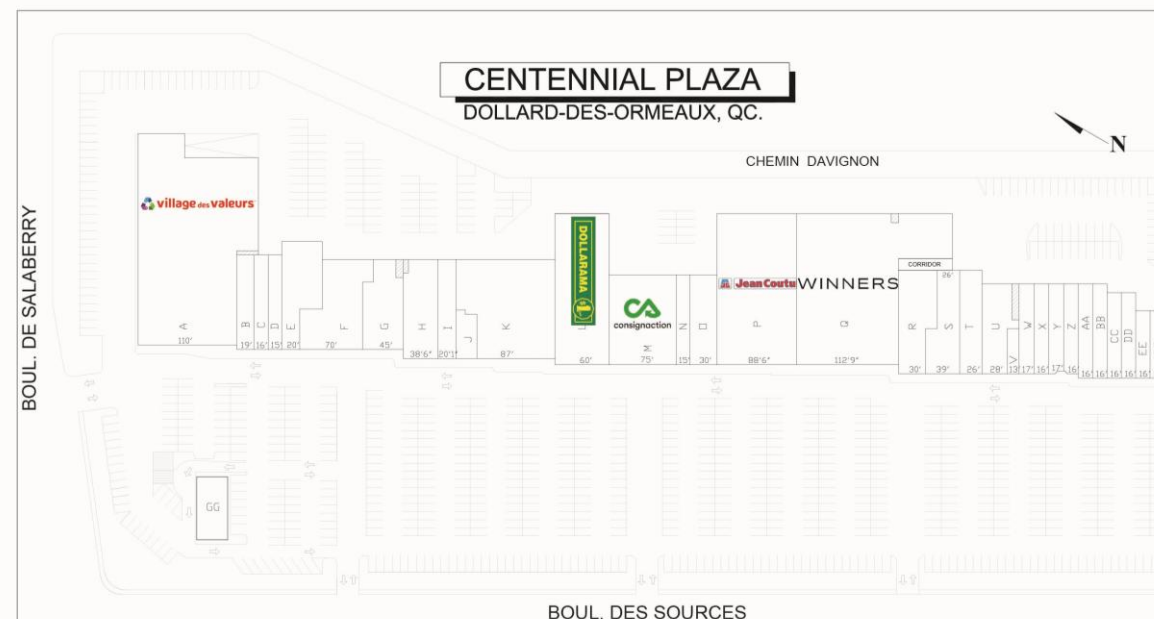 CENTENNIAL PLAZA
DOLLARD-DES-ORMEAUX, QC.
N
CHEMIN DAVIGNON
BOUL. DE SALABERRY
village des valeurs
DOLLARAMA
$1
consignaction
Jean Coutu
WINNERS
CORRIDOR
26'
A
B
C
D
E
F
G
H
I
J
K
L
M
N
O
P
Q
R
S
T
U
V
W
X
Y
Z
AA
BB
CC
DD
EE
110'
19'
16'
15'
20'
70'
45'
38'6"
20'1"
87'
60'
75'
15'
30'
88'6"
112'9"
30'
39'
26'
28'
13'
17'
16'
17'
16'
16'
16'
16'
16'
16'
GG
BOUL. DES SOURCES